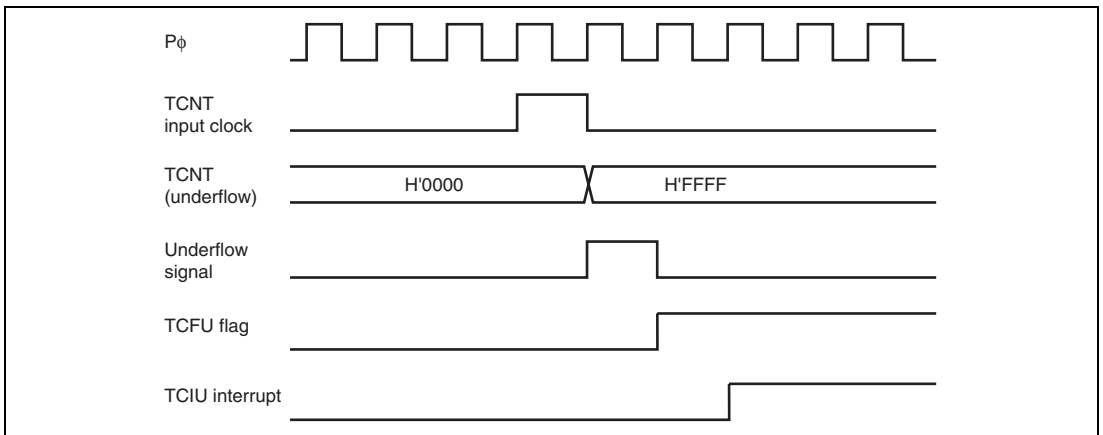 Pϕ
TCNT
input clock
TCNT
(underflow)
H'0000
H'FFFF
Underflow
signal
TCFU flag
TCIU interrupt